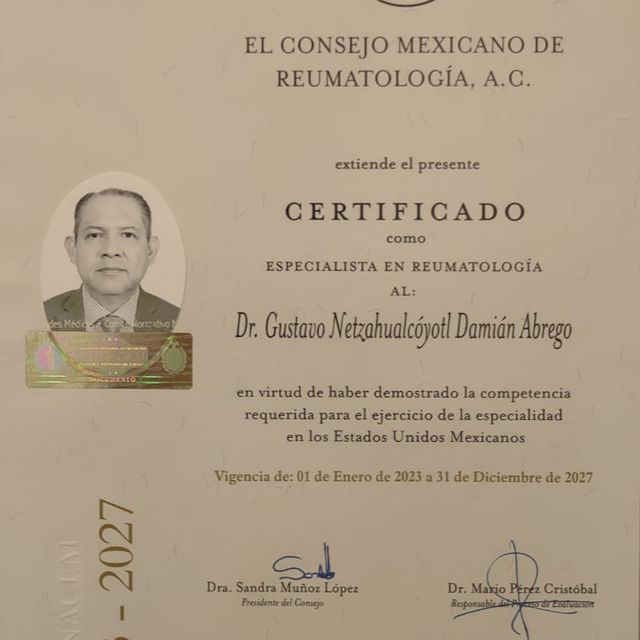 EL CONSEJO MEXICANO DE
REUMATOLOGÍA, A.C.
extiende el presente
CERTIFICADO
como
ESPECIALISTA EN REUMATOLOGÍA
AL:
Dr. Gustavo Netzahualcóyotl Damián Abrego
en virtud de haber demostrado la competencia
requerida para el ejercicio de la especialidad
en los Estados Unidos Mexicanos
Vigencia de: 01 de Enero de 2023 a 31 de Diciembre de 2027
DOCUMENTO
- 2027
Dra. Sandra Muñoz López
Presidente del Consejo
Dr. Mario Pérez Cristóbal
Responsable del Proceso de Evaluación